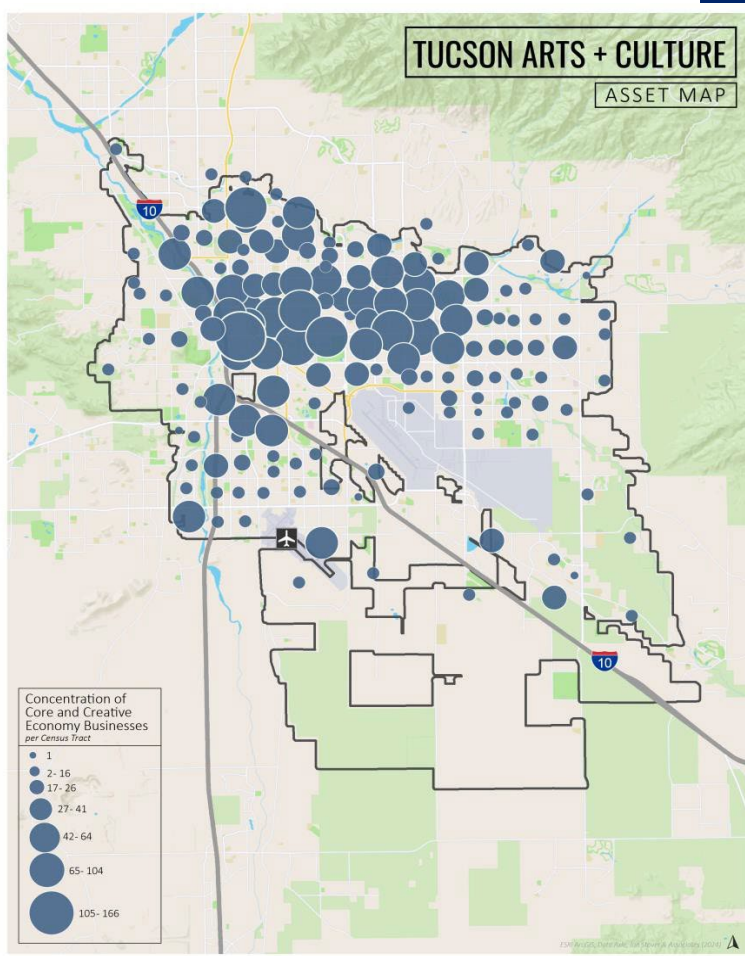 TUCSON ARTS + CULTURE
ASSET MAP
10
10
Concentration of
Core and Creative
Economy Businesses
per Census Tract
1
2- 16
17- 26
27- 41
42- 64
65- 104
105- 166